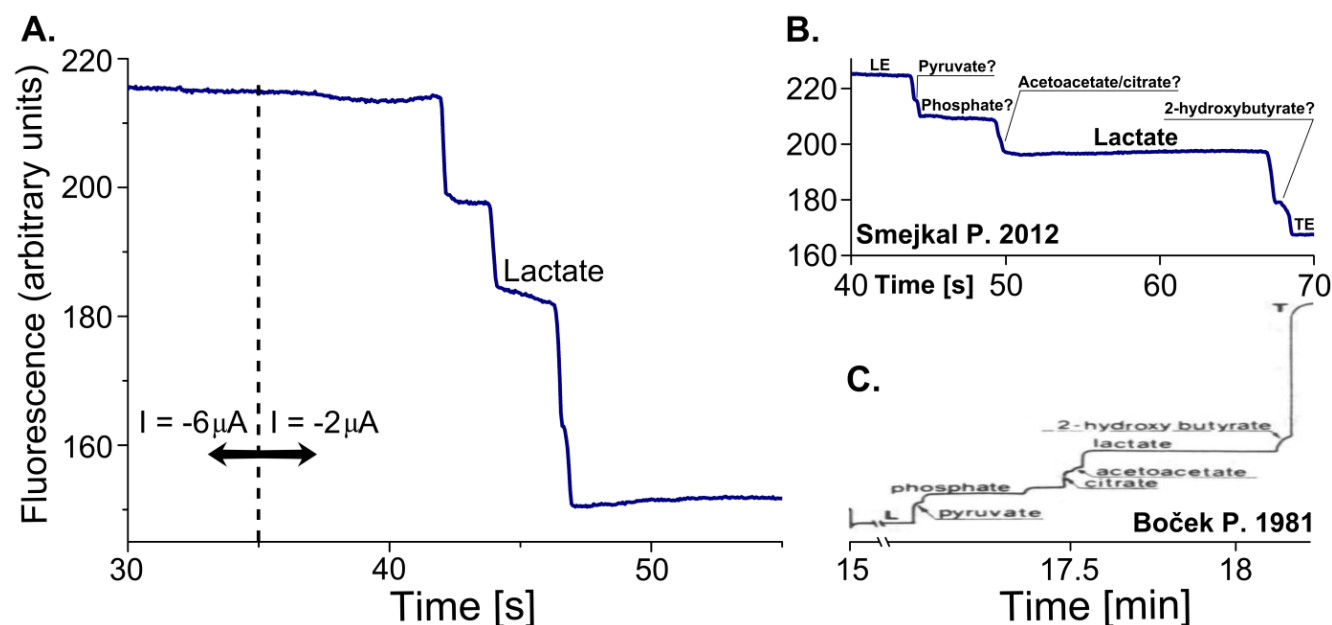 A.
Fluorescence (arbitrary units)
220
200
180
160
Lactate
I = -6μA
I = -2μA
30
40
50
Time [s]
B.
220
200
180
160
LE
Pyruvate?
Phosphate?
Acetoacetate/citrate?
2-hydroxybutyrate?
Lactate
TE
Smejkal P. 2012
40
Time [s]
50
60
70
C.
T
2-hydroxy butyrate
lactate
acetoacetate
citrate
phosphate
L
pyruvate
Boček P. 1981
15
17.5
18
Time [min]